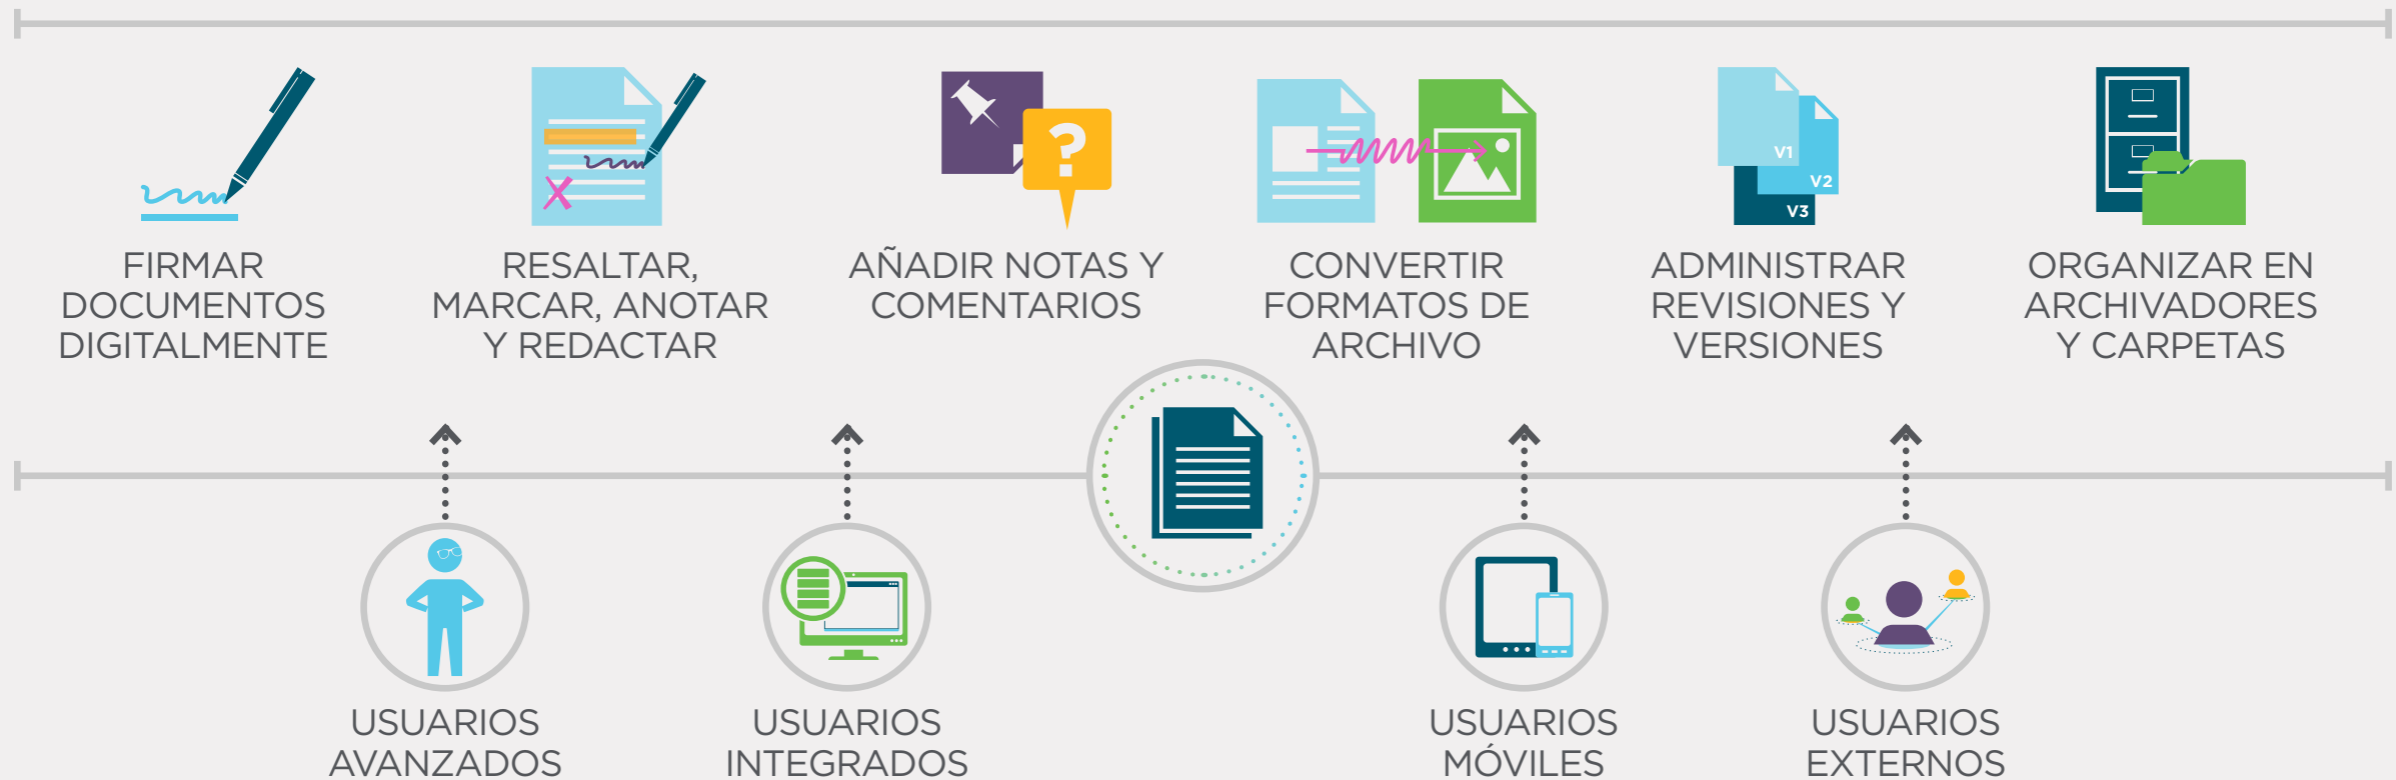 ?
V1
V2
V3
FIRMAR
DOCUMENTOS
DIGITALMENTE
RESALTAR,
MARCAR, ANOTAR
Y REDACTAR
AÑADIR NOTAS Y
COMENTARIOS
CONVERTIR
FORMATOS DE
ARCHIVO
ADMINISTRAR
REVISIONES Y
VERSIONES
ORGANIZAR EN
ARCHIVADORES
Y CARPETAS
USUARIOS
AVANZADOS
USUARIOS
INTEGRADOS
USUARIOS
MÓVILES
USUARIOS
EXTERNOS